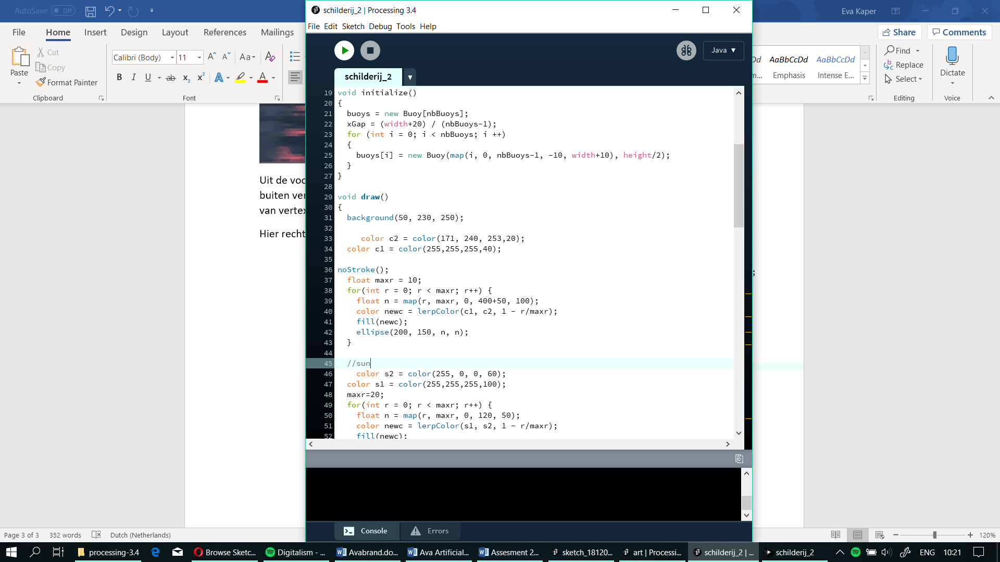 AutoSave Off
schilderij_2 | Processing 3.4
Eva Kaper
File Edit Sketch Debug Tools Help
File Home Insert Design Layout References Mailings
Share Comments
Paste
Cut
Copy
Format Painter
Clipboard
Calibri (Body) 11
Font
Java ▼
AaBbCcDd AaBbCcDd
Emphasis Intense E...
Find
Replace
Select
Editing
Dictate
Voice
schilderij_2 ▼
19 void initialize()
20 {
21 buoys = new Buoy[nbBuoys];
22 xGap = (width+20) / (nbBuoys-1);
23 for (int i = 0; i < nbBuoys; i ++)
24 {
25 buoys[i] = new Buoy(map(i, 0, nbBuoys-1, -10, width+10), height/2);
26 }
27 }
28
29 void draw()
30 {
31 background(50, 230, 250);
32
33 color c2 = color(171, 240, 253,20);
34 color c1 = color(255,255,255,40);
35
36 noStroke();
37 float maxr = 10;
38 for(int r = 0; r < maxr; r++) {
39 float n = map(r, maxr, 0, 400+50, 100);
40 color newc = lerpColor(c1, c2, 1 - r/maxr);
41 fill(newc);
42 ellipse(200, 150, n, n);
43 }
44
45 //sun
46 color s2 = color(255, 0, 0, 60);
47 color s1 = color(255,255,255,100);
48 maxr=20;
49 for(int r = 0; r < maxr; r++) {
50 float n = map(r, maxr, 0, 120, 50);
51 color newc = lerpColor(s1, s2, 1 - r/maxr);
52 fill(newc);
Uit de voo
buiten ver
van vertex
Hier recht
;
Console Errors
Page 3 of 3 352 words Dutch (Netherlands)
120%
processing-3.4 Browse Sketc... Digitalism - ... Avabrand.do... Ava Artificial... Assesment 2... sketch_18120... art | Processi... schilderij_2 | ... schilderij_2 ENG 10:21